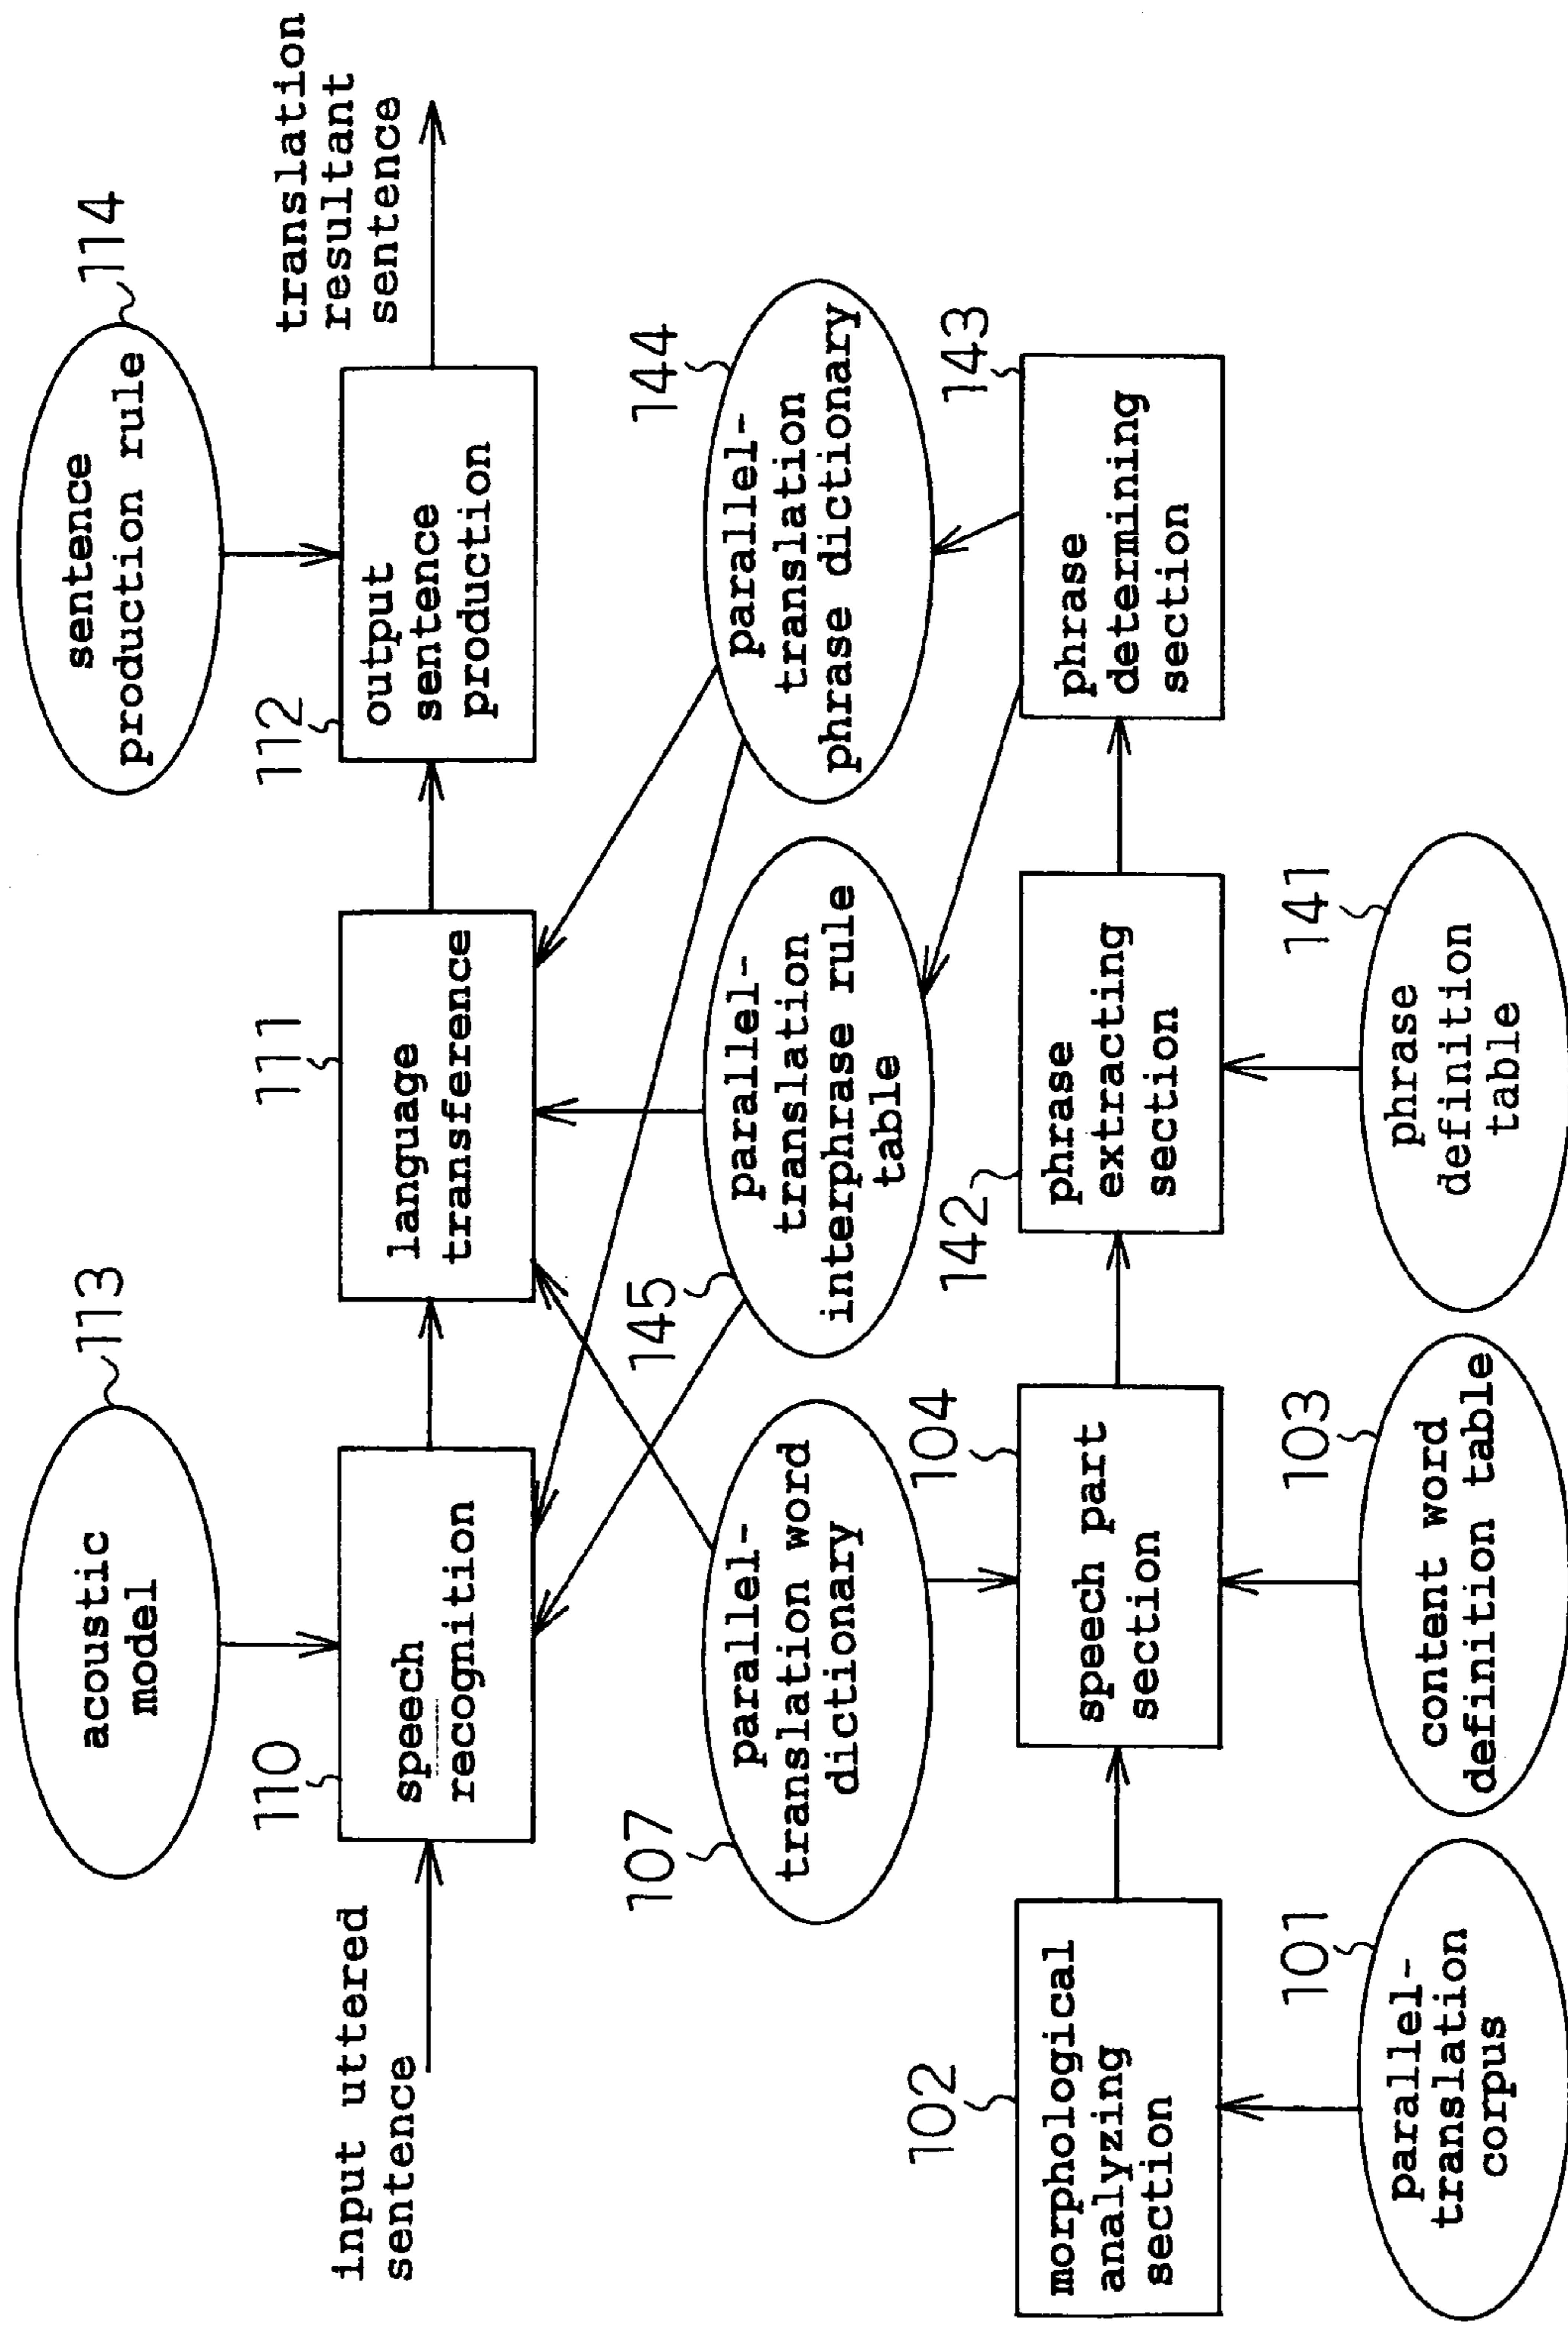 acoustic
model
113
sentence
production rule
114
input uttered
sentence
110
speech
recognition
111
language
transference
112
output
sentence
production
translation
resultant
sentence
107
parallel-
translation word
dictionary
145
parallel-
translation
interphrase rule
table
144
parallel-
translation
phrase dictionary
102
morphological
analyzing
section
104
speech part
section
142
phrase
extracting
section
143
phrase
determining
section
101
parallel-
translation
corpus
103
content word
definition table
141
phrase
definition
table